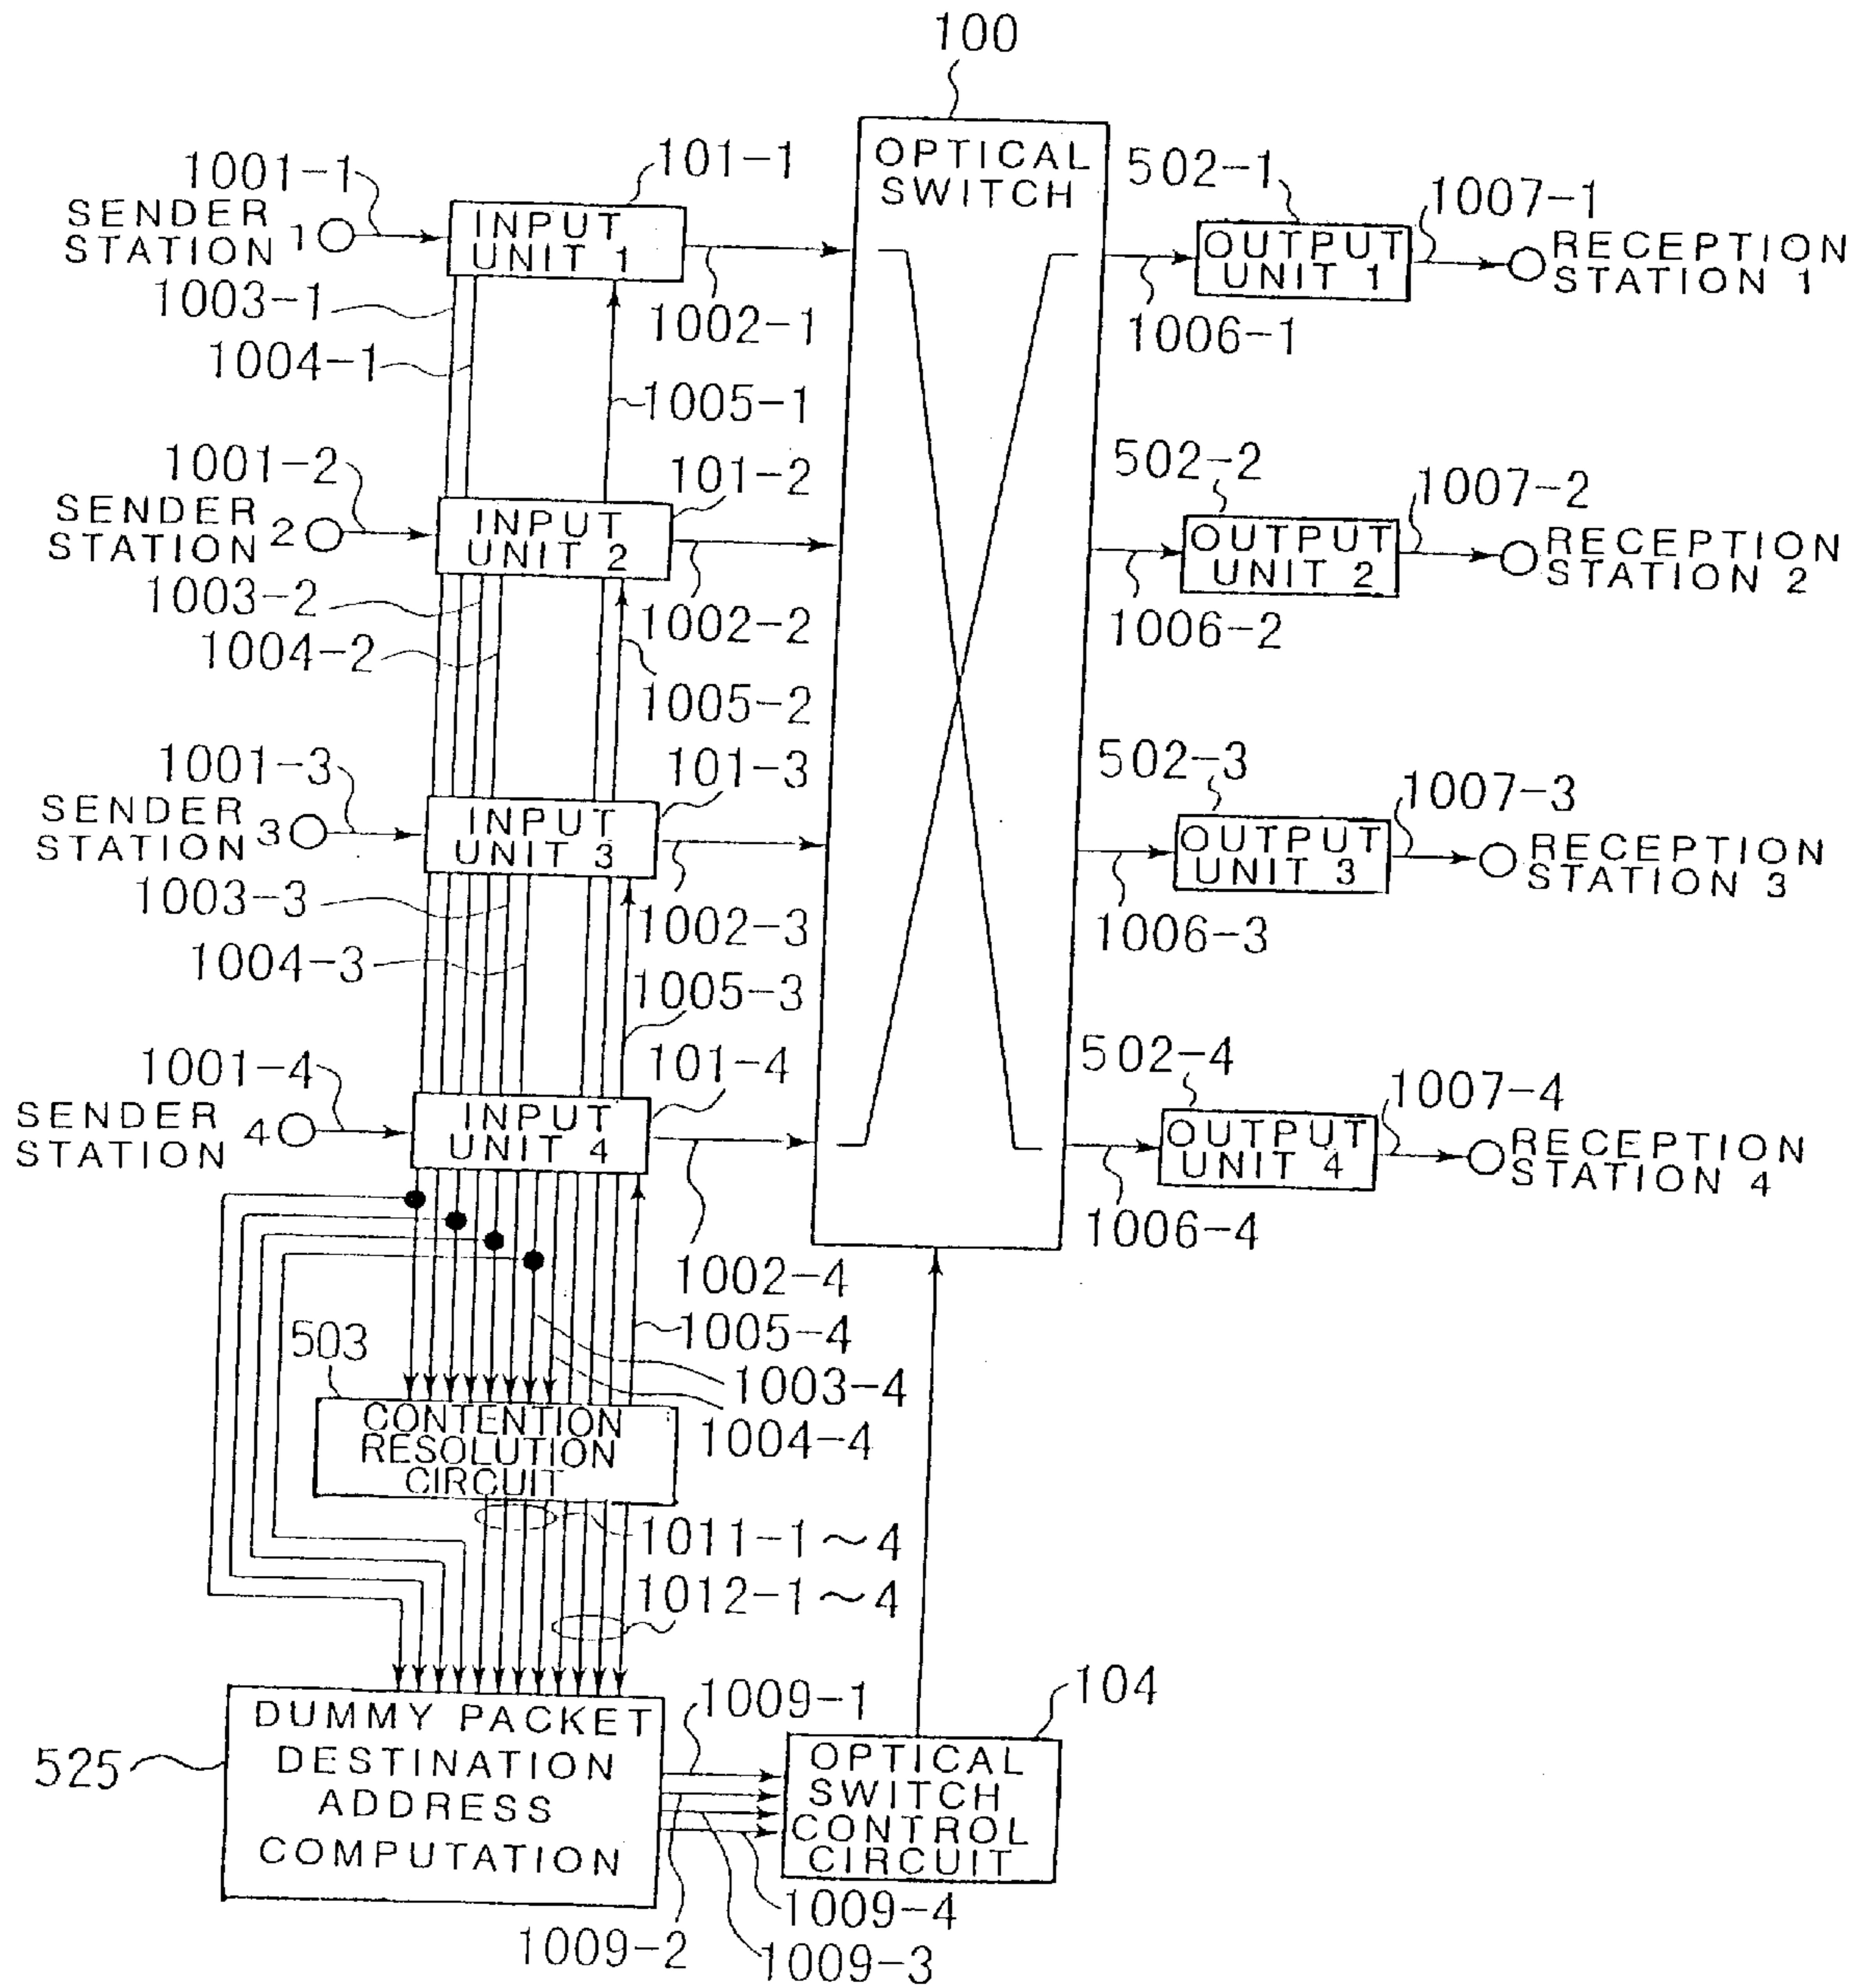 100
OPTICAL
SWITCH
1001-1
101-1
502-1
1007-1
SENDER
STATION 1
INPUT
UNIT 1
OUTPUT
UNIT 1
RECEPTION
STATION 1
1003-1
1002-1
1006-1
1004-1
1005-1
1001-2
101-2
502-2
1007-2
SENDER
STATION 2
INPUT
UNIT 2
OUTPUT
UNIT 2
RECEPTION
STATION 2
1003-2
1002-2
1006-2
1004-2
1005-2
1001-3
101-3
502-3
1007-3
SENDER
STATION 3
INPUT
UNIT 3
OUTPUT
UNIT 3
RECEPTION
STATION 3
1003-3
1002-3
1006-3
1004-3
1005-3
1001-4
101-4
502-4
1007-4
SENDER
STATION 4
INPUT
UNIT 4
OUTPUT
UNIT 4
RECEPTION
STATION 4
1006-4
1002-4
1005-4
503
1003-4
1004-4
CONTENTION
RESOLUTION
CIRCUIT
1011-1~4
1012-1~4
1009-1
104
525
DUMMY PACKET
DESTINATION
ADDRESS
COMPUTATION
OPTICAL
SWITCH
CONTROL
CIRCUIT
1009-4
1009-2
1009-3